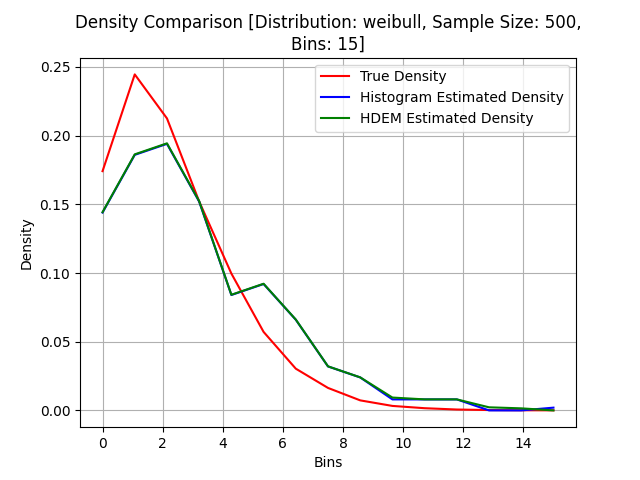 Density Comparison [Distribution: weibull, Sample Size: 500,
Bins: 15]
True Density
Histogram Estimated Density
HDEM Estimated Density
Density
0.25
0.20
0.15
0.10
0.05
0.00
0 2 4 6 8 10 12 14
Bins